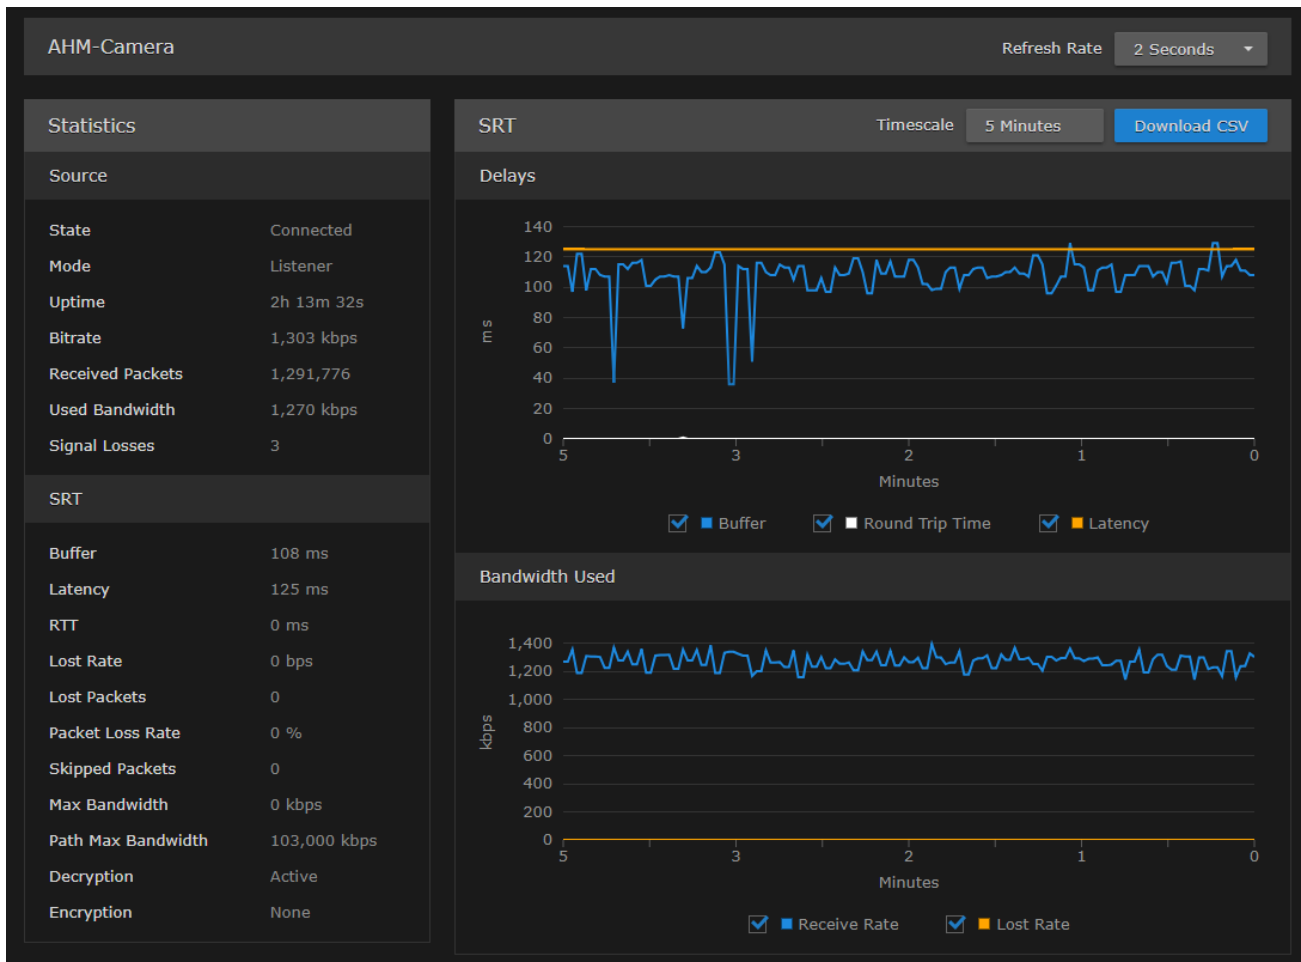 AHM-Camera
Refresh Rate 2 Seconds
Statistics
Source
State Connected
Mode Listener
Uptime 2h 13m 32s
Bitrate 1,303 kbps
Received Packets 1,291,776
Used Bandwidth 1,270 kbps
Signal Losses 3
SRT
Buffer 108 ms
Latency 125 ms
RTT 0 ms
Lost Rate 0 bps
Lost Packets 0
Packet Loss Rate 0 %
Skipped Packets 0
Max Bandwidth 0 kbps
Path Max Bandwidth 103,000 kbps
Decryption Active
Encryption None
SRT
Timescale 5 Minutes Download CSV
Delays
140
120
100
80
60
40
20
0
ms
5 3 2 1 0
Minutes
Buffer Round Trip Time Latency
Bandwidth Used
1,400
1,200
1,000
800
600
400
200
0
kbps
5 3 2 1 0
Minutes
Receive Rate Lost Rate